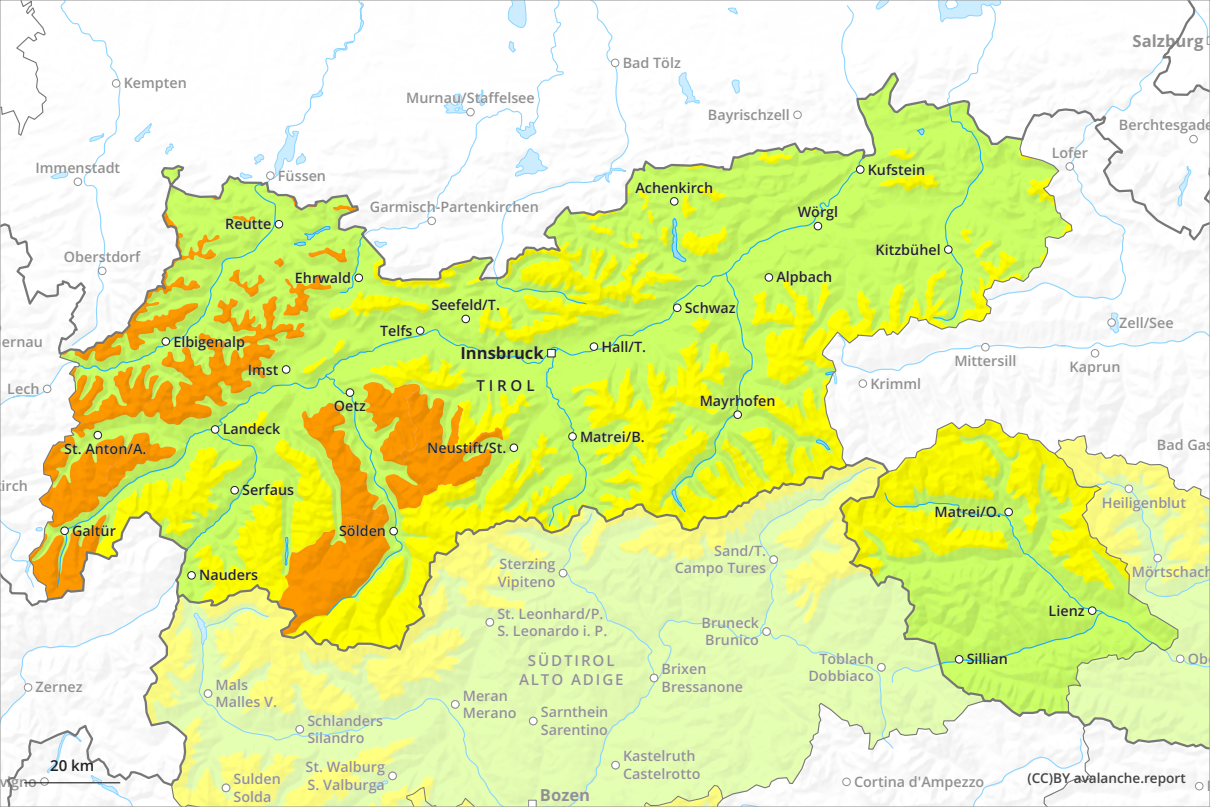 Salzburg
Bad Tölz
Kempten
Murnau/Staffelsee
Bayrischzell
Berchtesgade
Lofer
Immenstadt
Füssen
Kufstein
Achenkirch
Garmisch-Partenkirchen
Wörgl
Reutte
Oberstdorf
Kitzbühel
Ehrwald
Alpbach
Seefeld/T.
Schwaz
Telfs
Zell/See
Elbigenalp
ernau
Innsbruck
Hall/T.
Mittersill
Kaprun
Imst
Lech
TIROL
Krimml
Oetz
Mayrhofen
Landeck
Matrei/B.
St. Anton/A.
Neustift/St.
Bad Gas
irch
Serfaus
Heiligenblut
Matrei/O.
Galtür
Sölden
Sterzing
Vipiteno
Sand/T.
Campo Tures
Mörtschach
Nauders
St. Leonhard/P.
S. Leonardo i. P.
Lienz
Bruneck
Brunico
SÜDTIROL
ALTO ADIGE
Toblach
Dobbiaco
Sillian
Obe
Brixen
Bressanone
Zernez
Mals
Malles V.
Meran
Merano
Sarnthein
Sarentino
Schlanders
Silandro
20 km
Kastelruth
Castelrotto
St. Walburg
S. Valburga
vigno
Sulden
Solda
Cortina d'Ampezzo
(CC)BY avalanche.report
Bozen